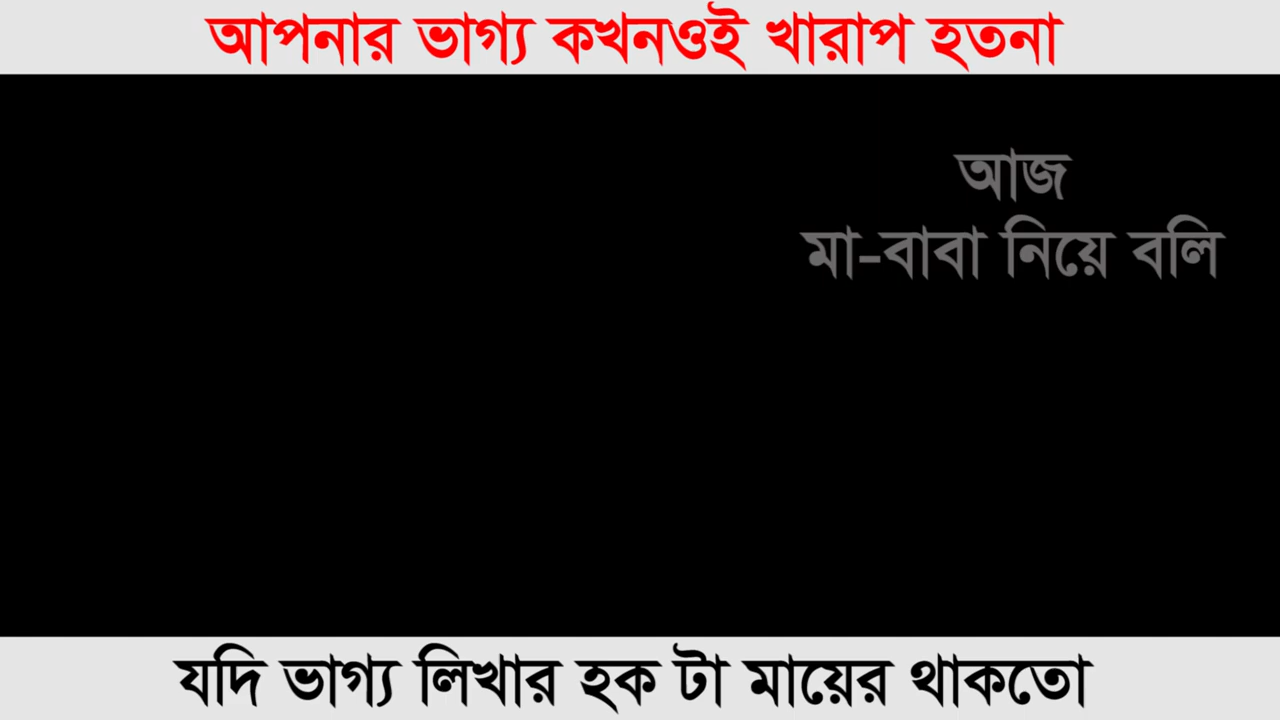 আপনার ভাগ্য কখনওই খারাপ হতনা
আজ
মা-বাবা নিয়ে বলি
যদি ভাগ্য লিখার হক টা মায়ের থাকতো